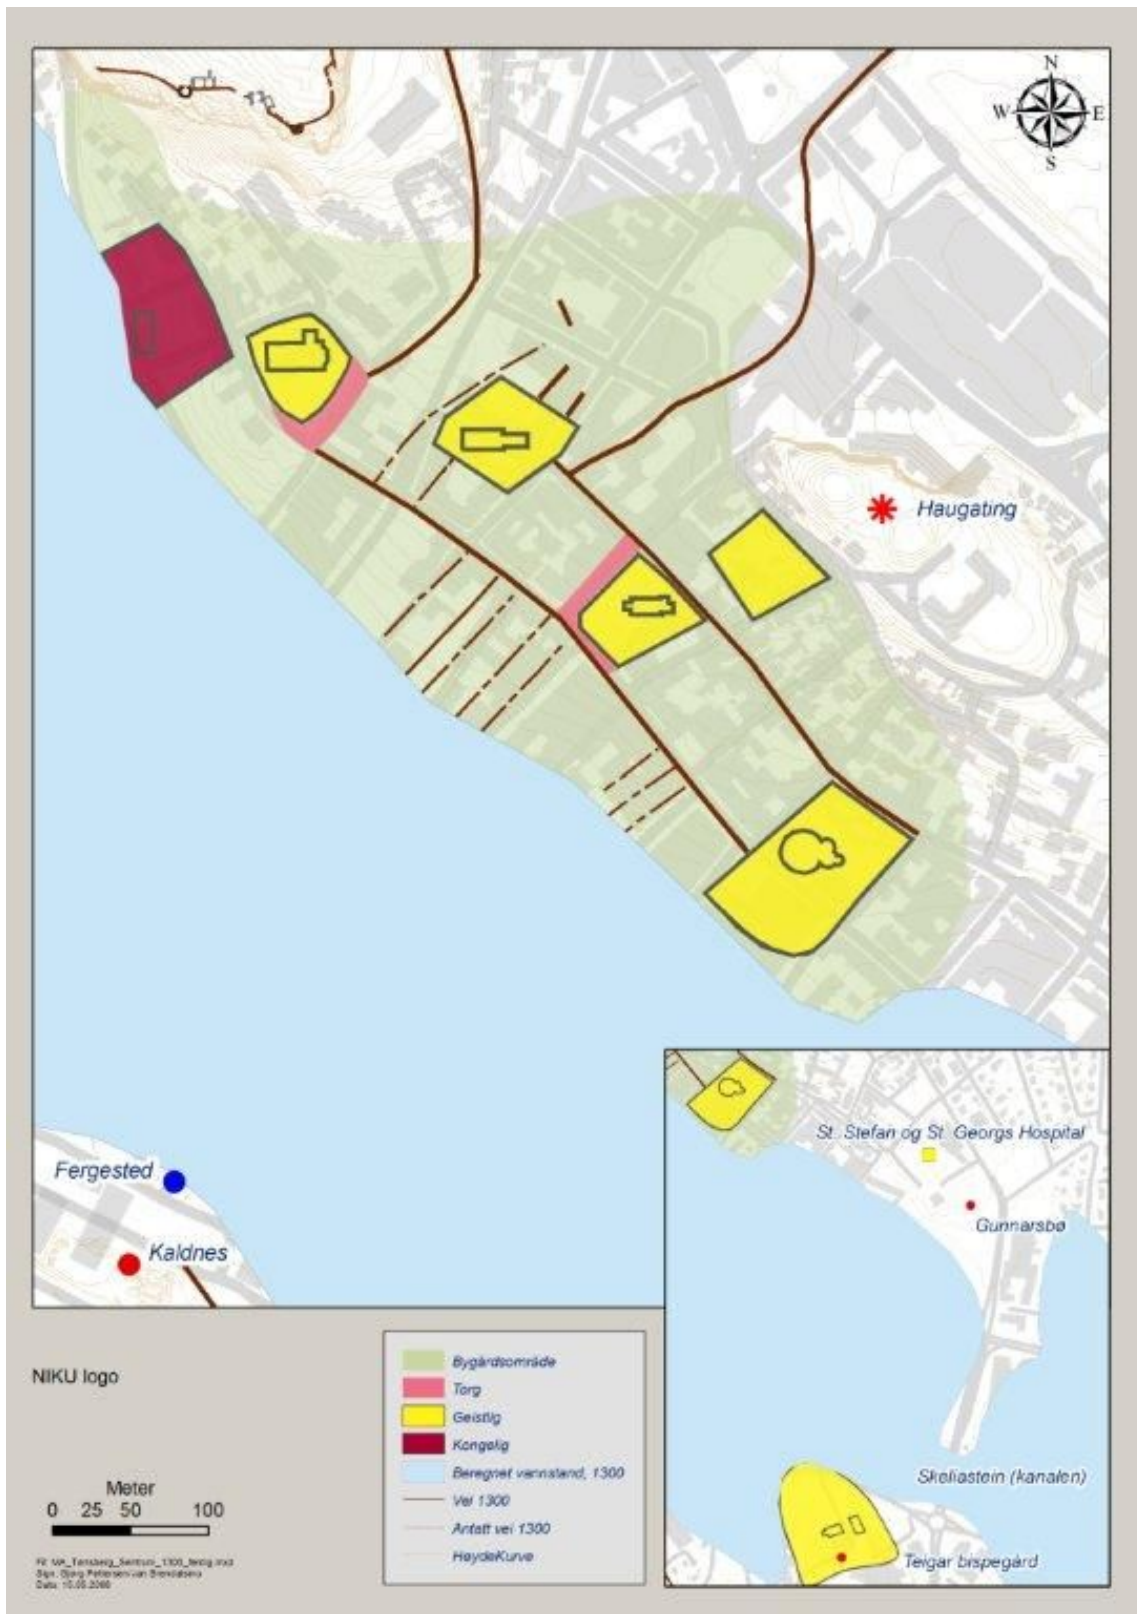 N
W E
S
Haugating
Fergested
Kaldnes
St. Stefan og St. Georgs Hospital
Gunnarsbø
Skeliastein (kanalen)
Teigar bispegård
NIKU logo
Meter
0 25 50 100
Bygårdsområde
Torg
Geistlig
Kongelig
Beregnet vannstand, 1300
Vei 1300
Antatt vei 1300
HøydeKurve